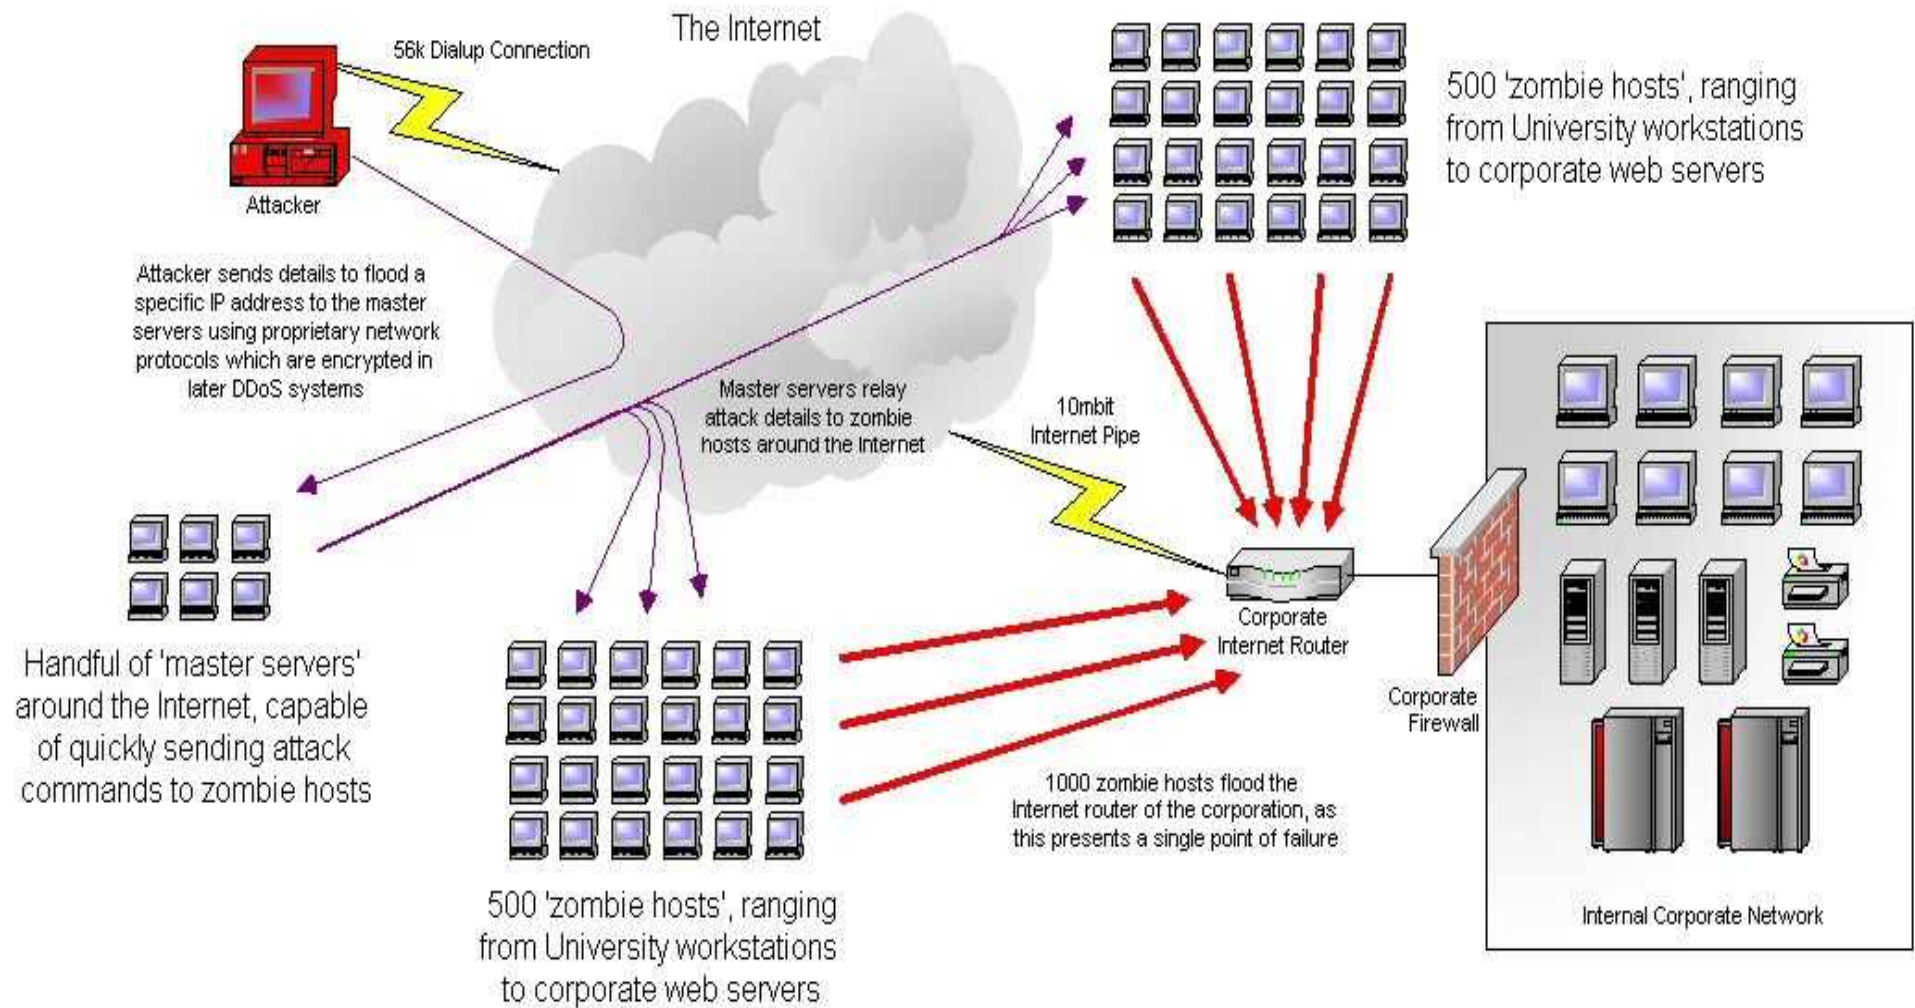 The Internet
56k Dialup Connection
Attacker
500 'zombie hosts', ranging
from University workstations
to corporate web servers
Attacker sends details to flood a
specific IP address to the master
servers using proprietary network
protocols which are encrypted in
later DDoS systems
Master servers relay
attack details to zombie
hosts around the Internet
10mbit
Internet Pipe
Corporate
Internet Router
Corporate
Firewall
Handful of 'master servers'
around the Internet, capable
of quickly sending attack
commands to zombie hosts
1000 zombie hosts flood the
Internet router of the corporation, as
this presents a single point of failure
500 'zombie hosts', ranging
from University workstations
to corporate web servers
Internal Corporate Network